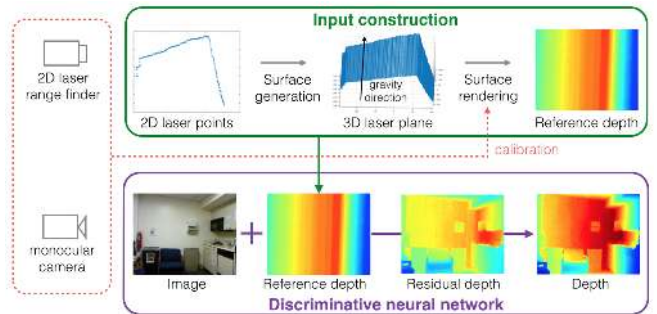 Input construction
2D laser
range finder
Surface
generation
gravity
direction
Surface
rendering
2D laser points
3D laser plane
Reference depth
calibration
monocular
camera
Image
Reference depth
Residual depth
Depth
Discriminative neural network